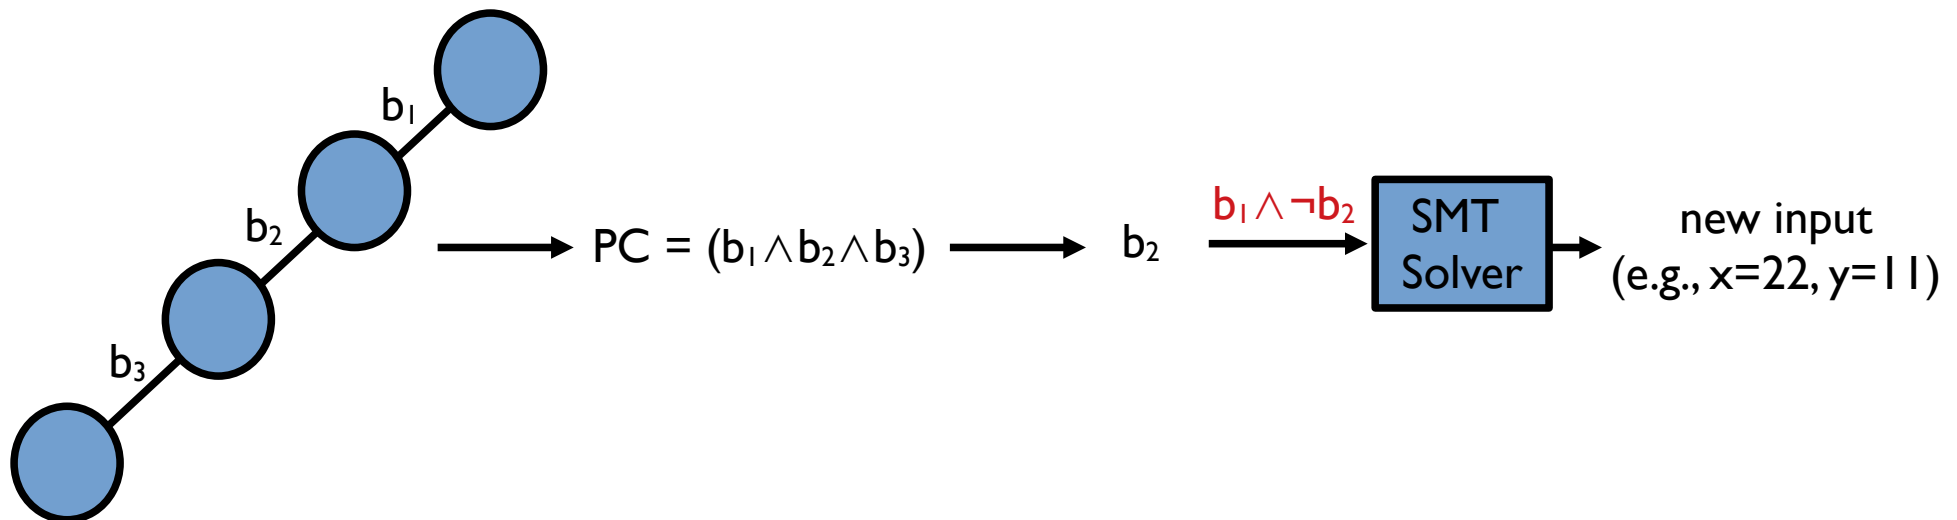 b₁
b₂
b₃
PC = (b₁∧b₂∧b₃)
b₂
b₁∧¬b₂
SMT
Solver
new input
(e.g., x=22, y=11)